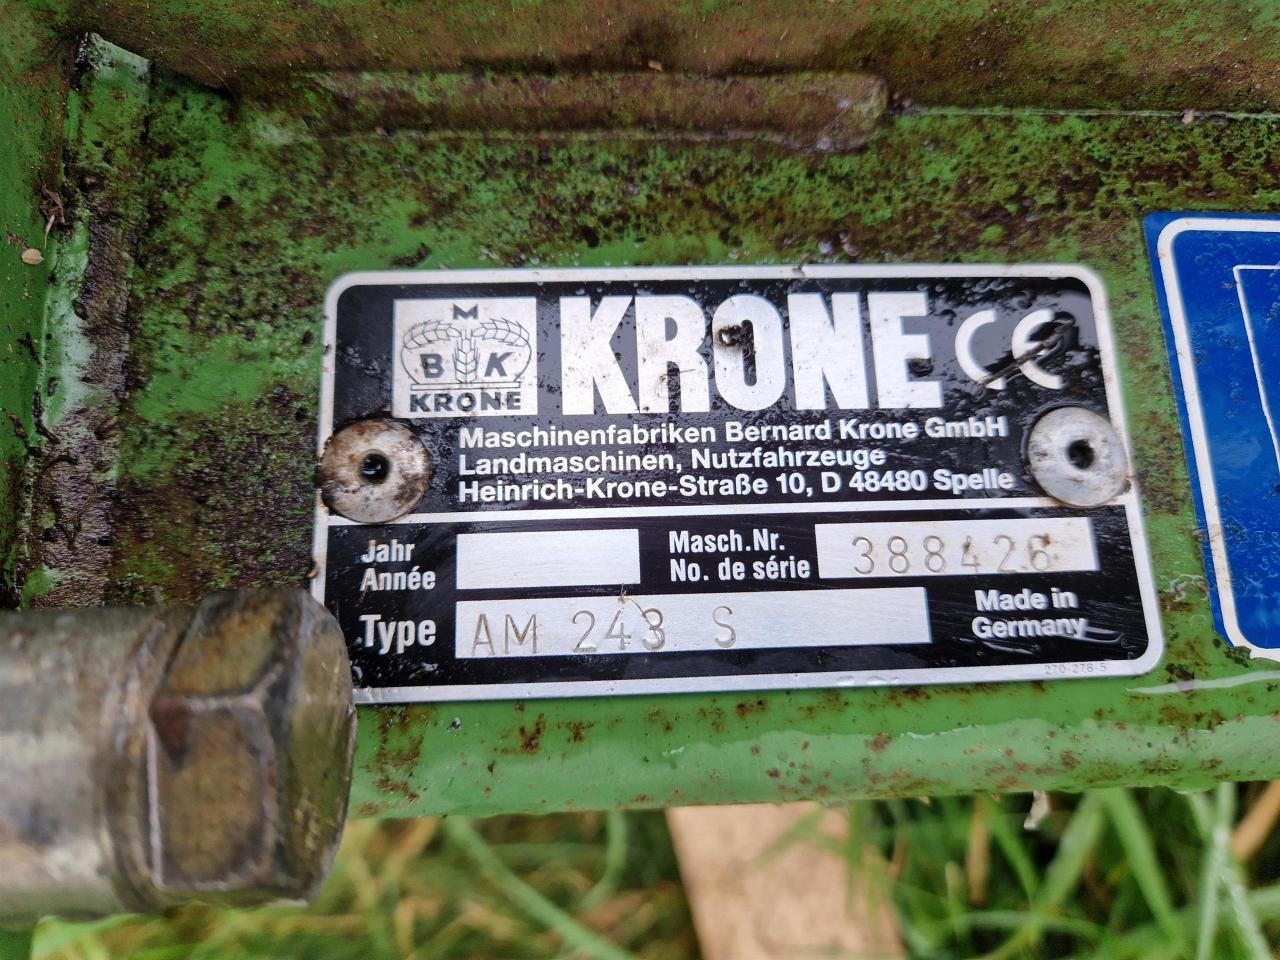 M
B K
KRONE
KRONE CE
Maschinenfabriken Bernard Krone GmbH
Landmaschinen, Nutzfahrzeuge
Heinrich-Krone-Straße 10, D 48480 Spelle
Jahr
Année
Masch.Nr.
No. de série
388426
Type
AM 243 S
Made in
Germany
270-278-5